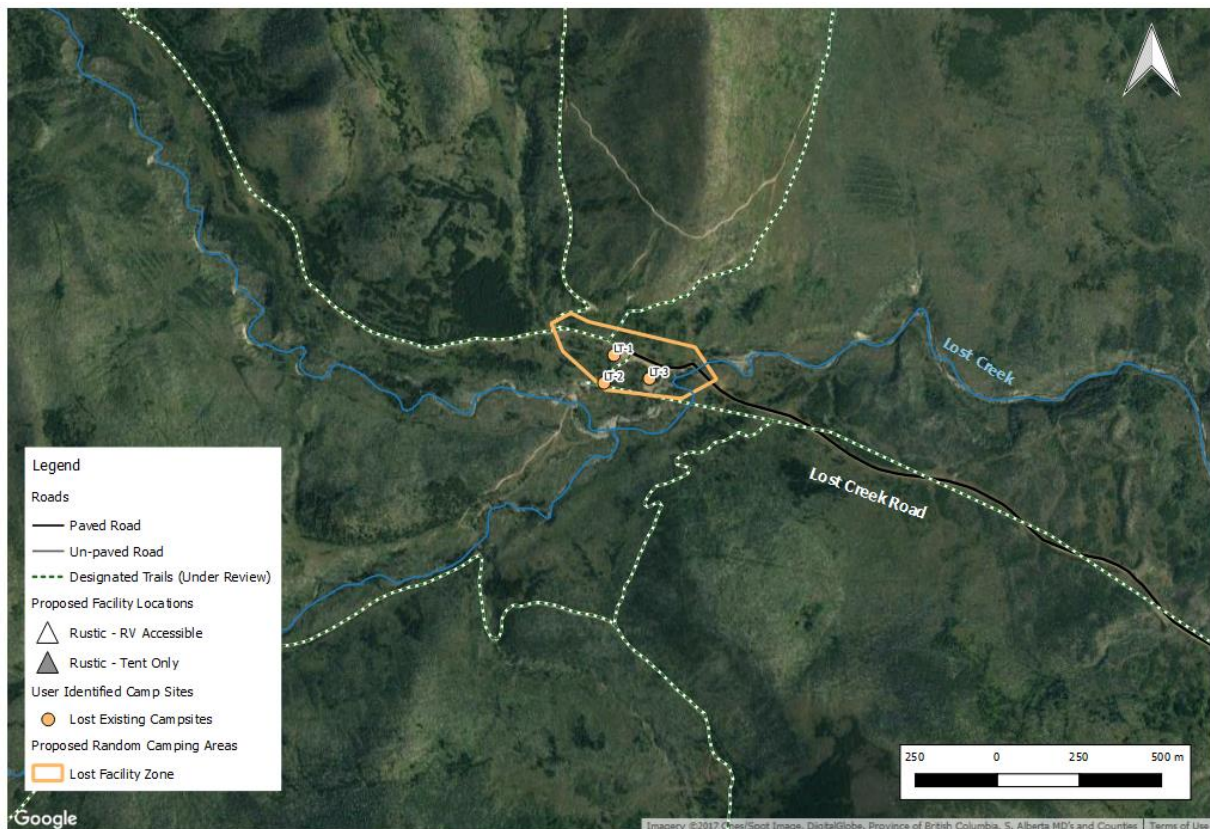 LT-1
LT-2
LT-3
Lost Creek
Lost Creek Road
Legend
Roads
Paved Road
Un-paved Road
Designated Trails (Under Review)
Proposed Facility Locations
Rustic - RV Accessible
Rustic - Tent Only
User Identified Camp Sites
Lost Existing Campsites
Proposed Random Camping Areas
Lost Facility Zone
250 0 250 500 m
Google
Imagery ©2017 Cnes/Spot Image, DigitalGlobe, Province of British Columbia, S. Alberta MD's and Counties Terms of Use